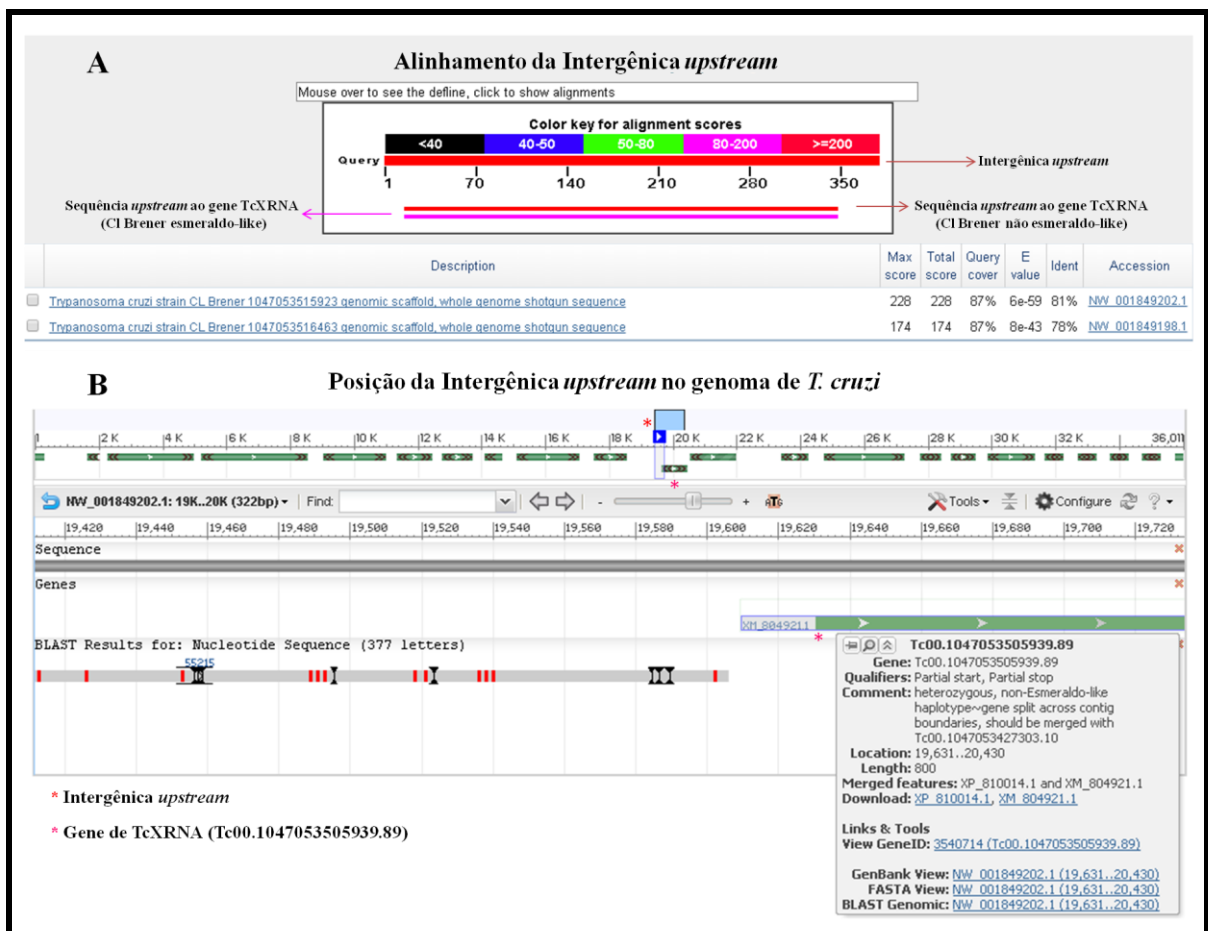 A
Alinhamento da Intergênica upstream
Mouse over to see the defline, click to show alignments
Color key for alignment scores
<40 40-50 50-80 80-200 >=200
Query
Intergênica upstream
1 70 140 210 280 350
Sequência upstream ao gene TcXRNA
(Cl Brener esmeraldo-like)
Sequência upstream ao gene TcXRNA
(Cl Brener não esmeraldo-like)
Description Max score Total score Query cover E value Ident Accession
Trypanosoma cruzi strain CL Brener 1047053515923 genomic scaffold, whole genome shotgun sequence 228 228 87% 6e-59 81% NW_001849202.1
Trypanosoma cruzi strain CL Brener 1047053516463 genomic scaffold, whole genome shotgun sequence 174 174 87% 8e-43 78% NW_001849198.1
B
Posição da Intergênica upstream no genoma de T. cruzi
*
1 2 K 4 K 6 K 8 K 10 K 12 K 14 K 16 K 18 K 20 K 22 K 24 K 26 K 28 K 30 K 32 K 36,011
*
NW_001849202.1: 19K..20K (322bp) Find: - + ATG Tools Configure ?
19,420 19,440 19,460 19,480 19,500 19,520 19,540 19,560 19,580 19,600 19,620 19,640 19,660 19,680 19,700 19,720
Sequence
Genes
XM_804921.1
*
BLAST Results for: Nucleotide Sequence (377 letters)
55215
Tc00.1047053505939.89
Gene: Tc00.1047053505939.89
Qualifiers: Partial start, Partial stop
Comment: heterozygous, non-Esmeraldo-like
haplotype~gene split across contig
boundaries, should be merged with
Tc00.1047053427303.10
Location: 19,631..20,430
Length: 800
Merged features: XP_810014.1 and XM_804921.1
Download: XP_810014.1, XM_804921.1
Links & Tools
View GeneID: 3540714 (Tc00.1047053505939.89)
GenBank View: NW_001849202.1 (19,631..20,430)
FASTA View: NW_001849202.1 (19,631..20,430)
BLAST Genomic: NW_001849202.1 (19,631..20,430)
* Intergênica upstream
* Gene de TcXRNA (Tc00.1047053505939.89)